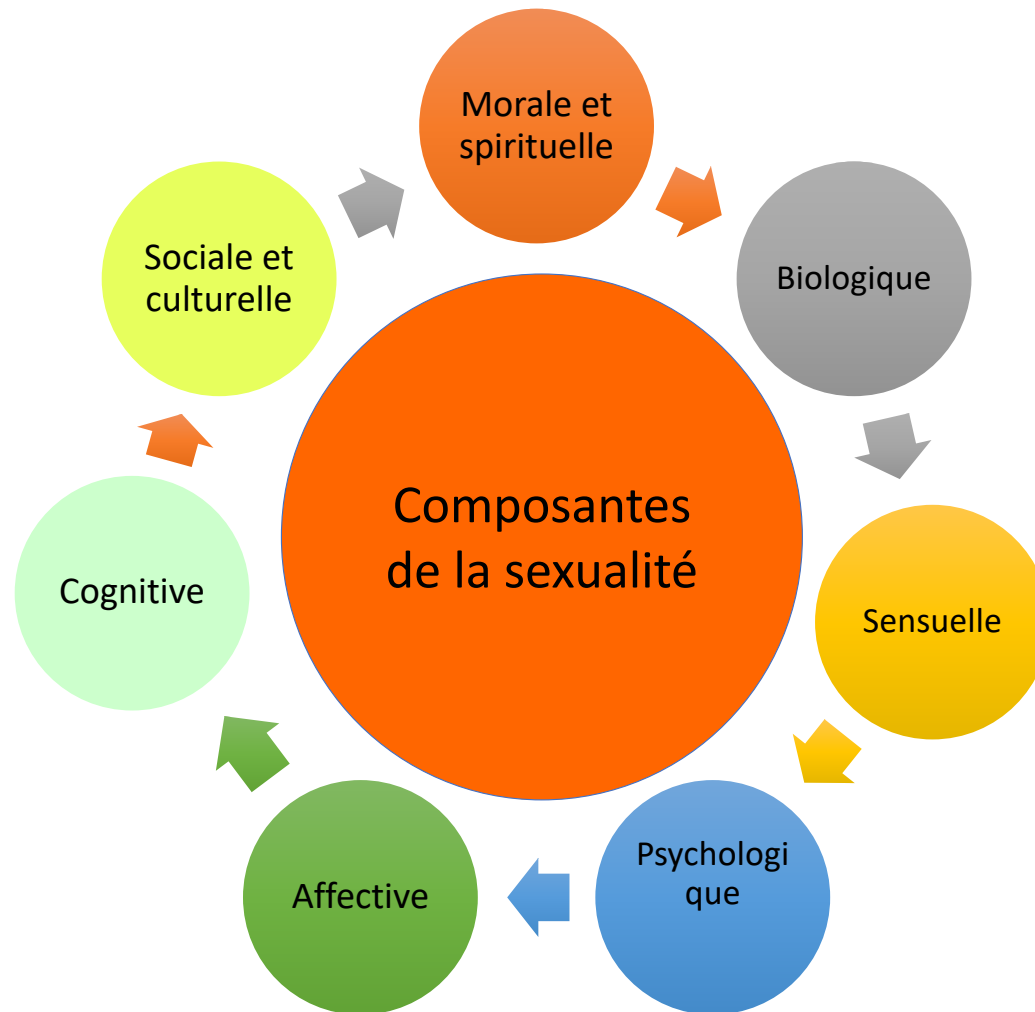 Morale et
spirituelle
Biologique
Sensuelle
Psychologi
que
Affective
Cognitive
Sociale et
culturelle
Composantes
de la sexualité